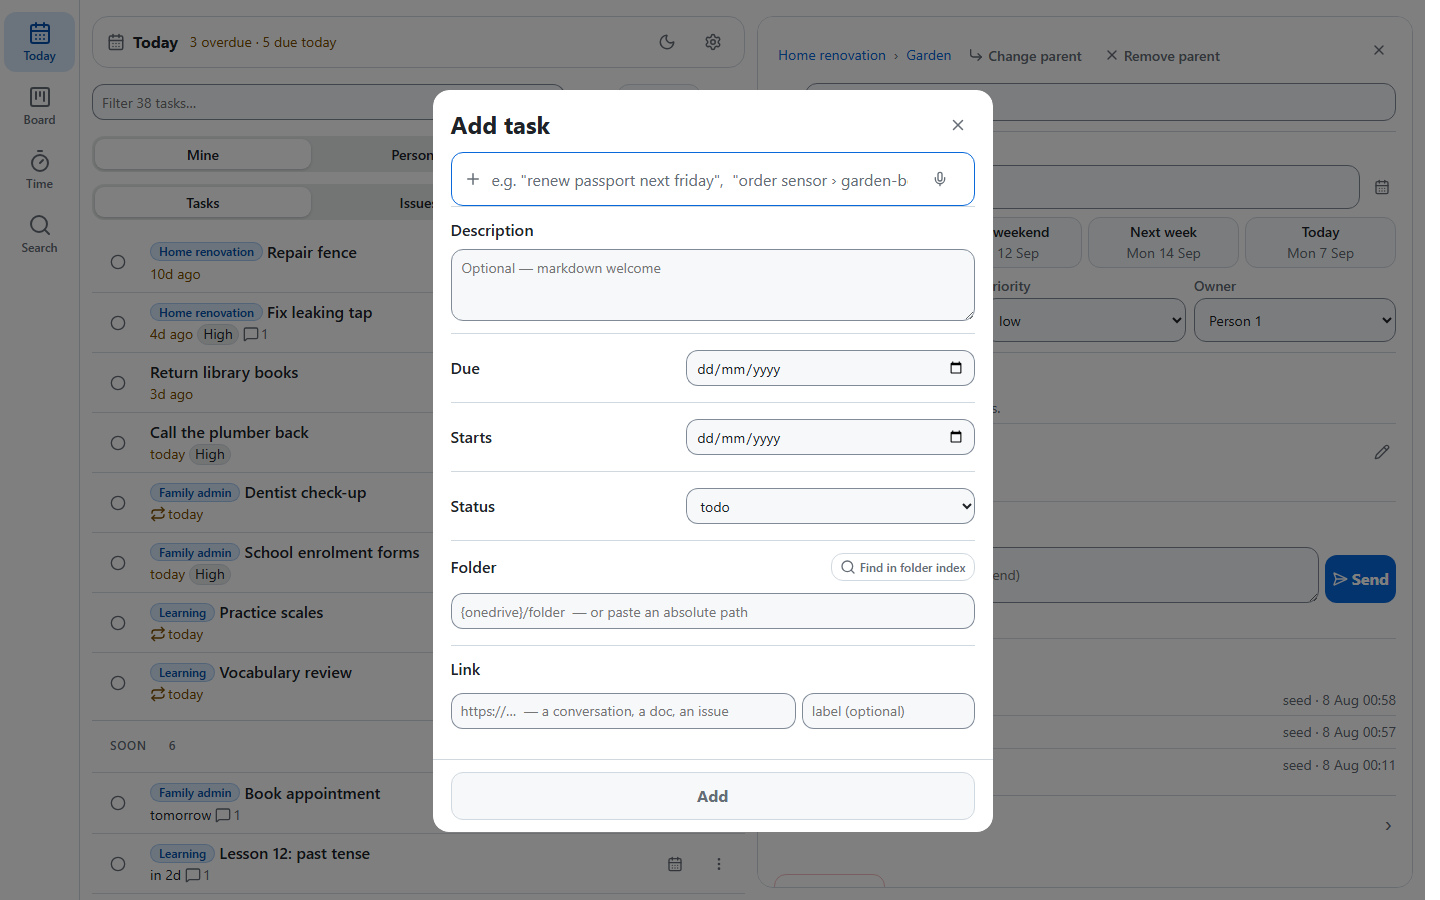 Today
Board
Time
Search
Today 3 overdue · 5 due today
Filter 38 tasks...
Mine
Person
Tasks
Issues
Home renovation Repair fence
10d ago
Home renovation Fix leaking tap
4d ago High 1
Return library books
3d ago
Call the plumber back
today High
Family admin Dentist check-up
today
Family admin School enrolment forms
today High
Learning Practice scales
today
Learning Vocabulary review
today
SOON 6
Family admin Book appointment
tomorrow 1
Learning Lesson 12: past tense
in 2d 1
Add task
e.g. "renew passport next friday", "order sensor › garden-b
Description
Optional — markdown welcome
Due
dd/mm/yyyy
Starts
dd/mm/yyyy
Status
todo
Folder
Find in folder index
{onedrive}/folder — or paste an absolute path
Link
https://... — a conversation, a doc, an issue
label (optional)
Add
Home renovation › Garden Change parent Remove parent
weekend
12 Sep
Next week
Mon 14 Sep
Today
Mon 7 Sep
riority
Owner
low
Person 1
s.
end)
Send
seed · 8 Aug 00:58
seed · 8 Aug 00:57
seed · 8 Aug 00:11